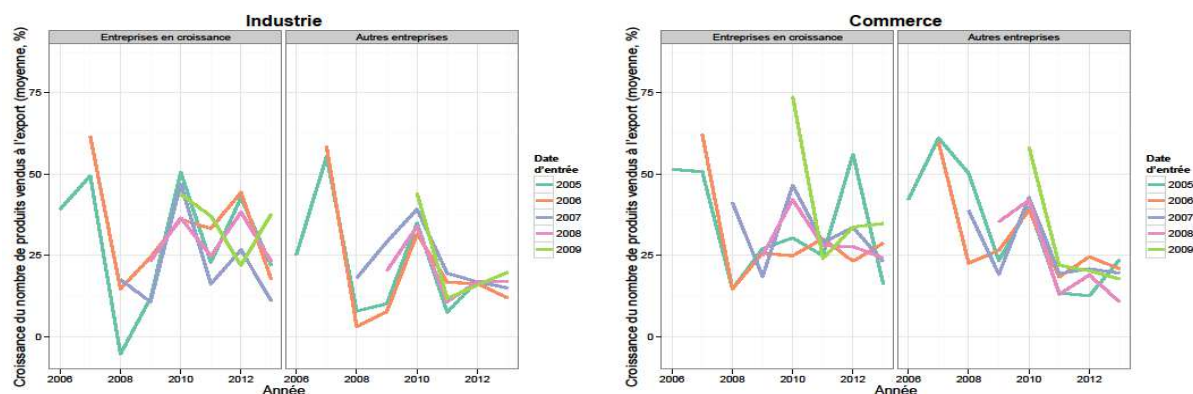 Industrie
Entreprises en croissance
Autres entreprises
Croissance du nombre de produits vendus à l'export (moyenne, %)
75
50
25
0
2006
2008
2010
2012
2006
2008
2010
2012
Année
Date
d'entrée
2005
2006
2007
2008
2009
Commerce
Entreprises en croissance
Autres entreprises
Croissance du nombre de produits vendus à l'export (moyenne, %)
75
50
25
0
2006
2008
2010
2012
2006
2008
2010
2012
Année
Date
d'entrée
2005
2006
2007
2008
2009